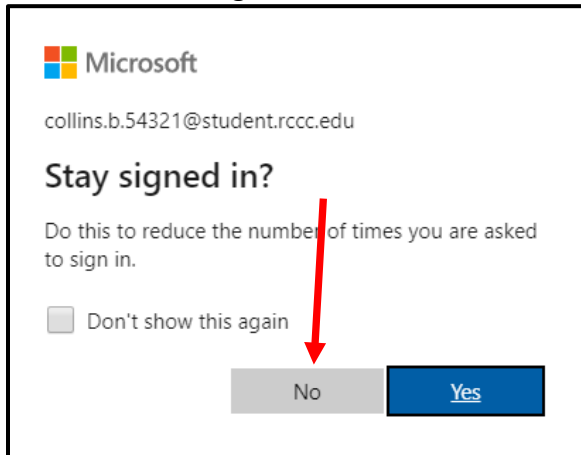 Microsoft
collins.b.54321@student.rccc.edu
Stay signed in?
Do this to reduce the number of times you are asked
to sign in.
Don't show this again
No Yes